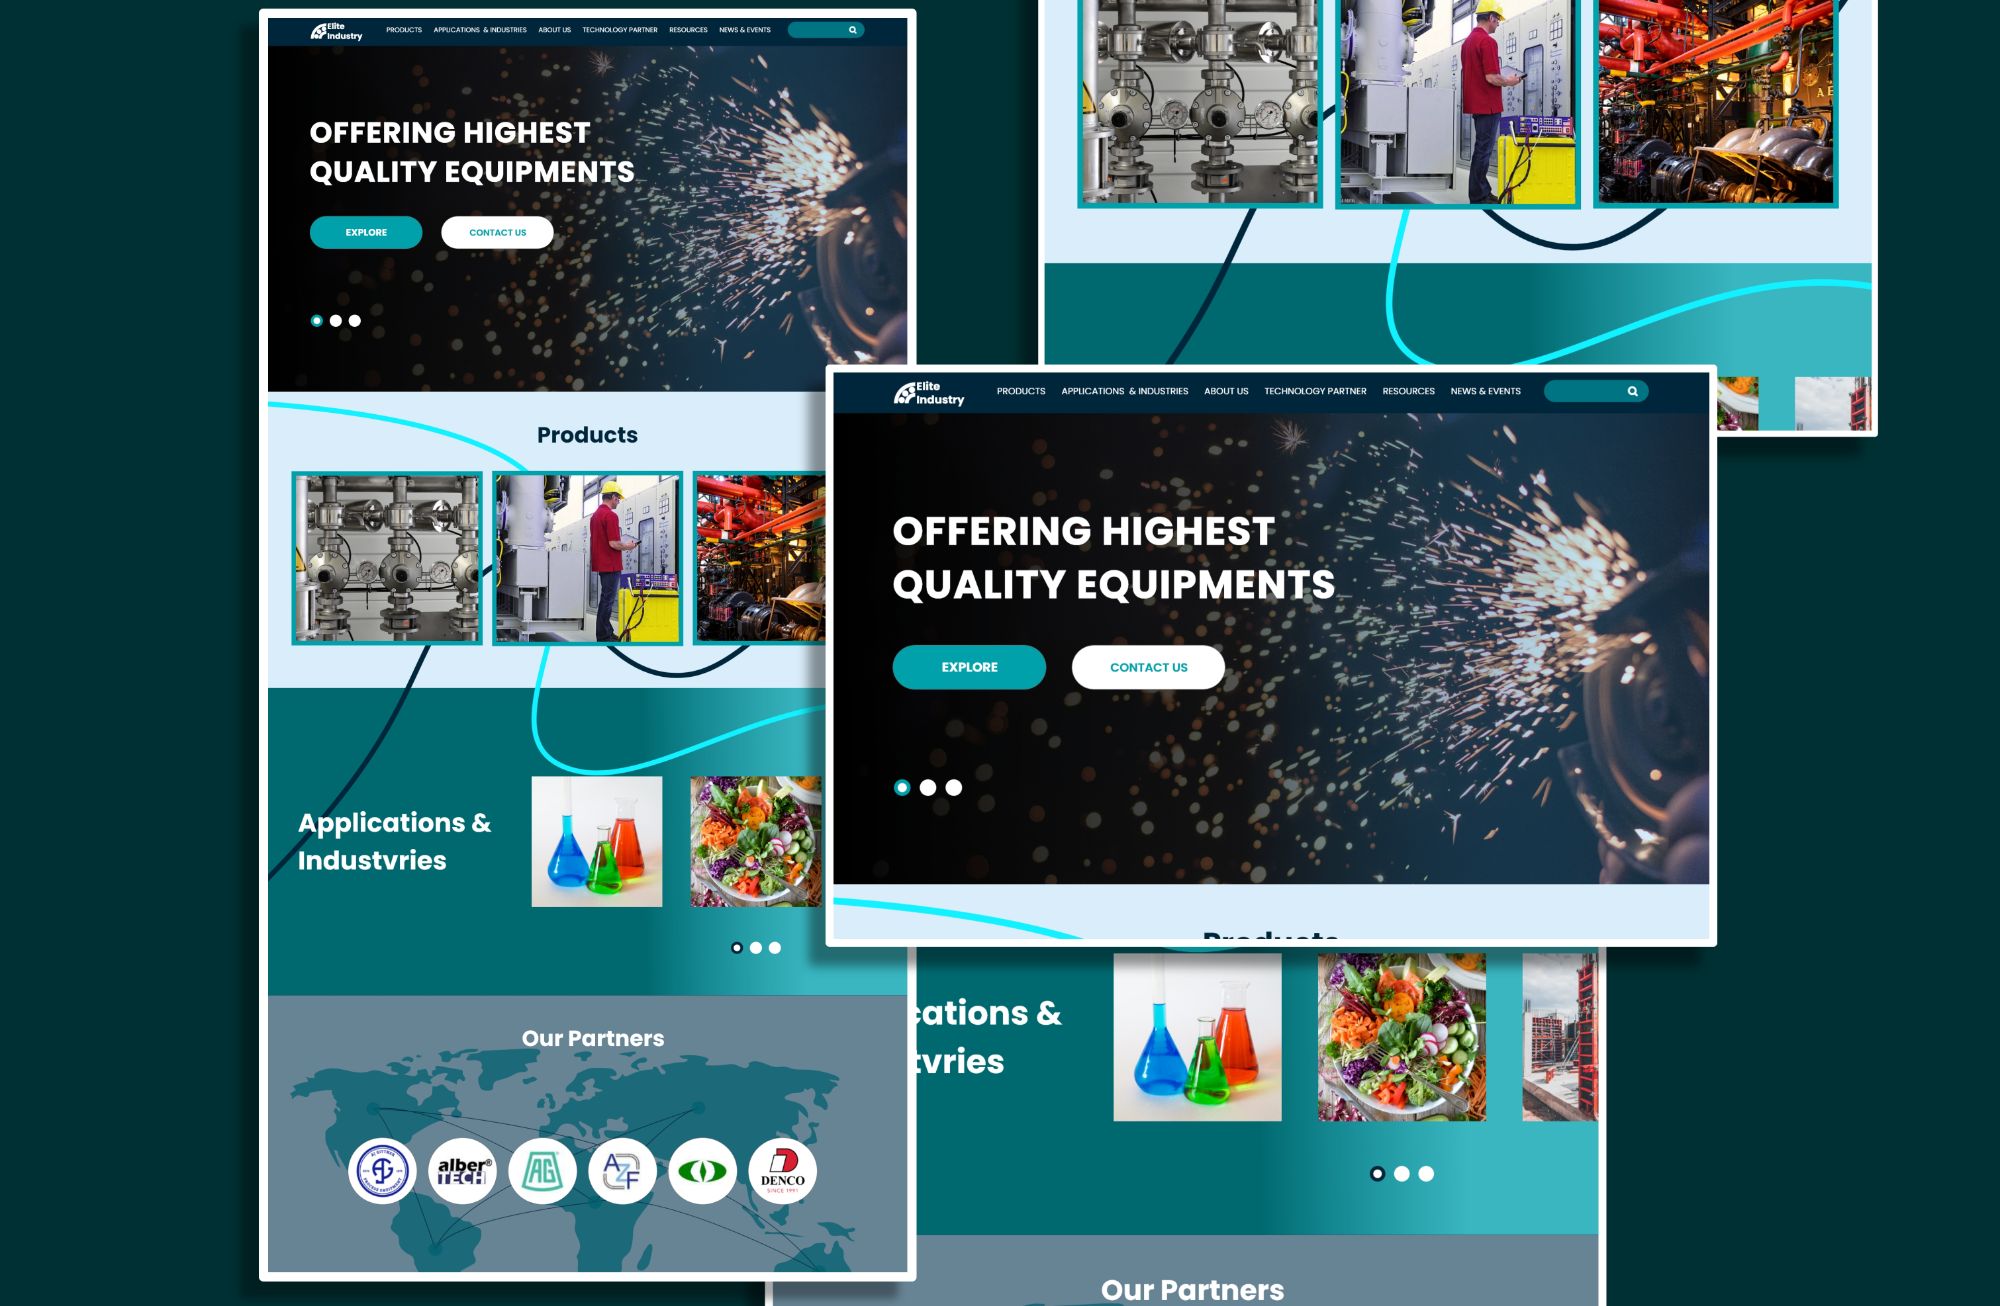 Elite
Industry
PRODUCTS
APPLICATIONS & INDUSTRIES
ABOUT US
TECHNOLOGY PARTNER
RESOURCES
NEWS & EVENTS
OFFERING HIGHEST
QUALITY EQUIPMENTS
EXPLORE
CONTACT US
Products
Applications &
Industvries
Our Partners
alber®
TECH
AG
AZF
DENCO
SINCE 1991
Elite
Industry
PRODUCTS
APPLICATIONS & INDUSTRIES
ABOUT US
TECHNOLOGY PARTNER
RESOURCES
NEWS & EVENTS
OFFERING HIGHEST
QUALITY EQUIPMENTS
EXPLORE
CONTACT US
Products
cations &
tvries
Our Partners